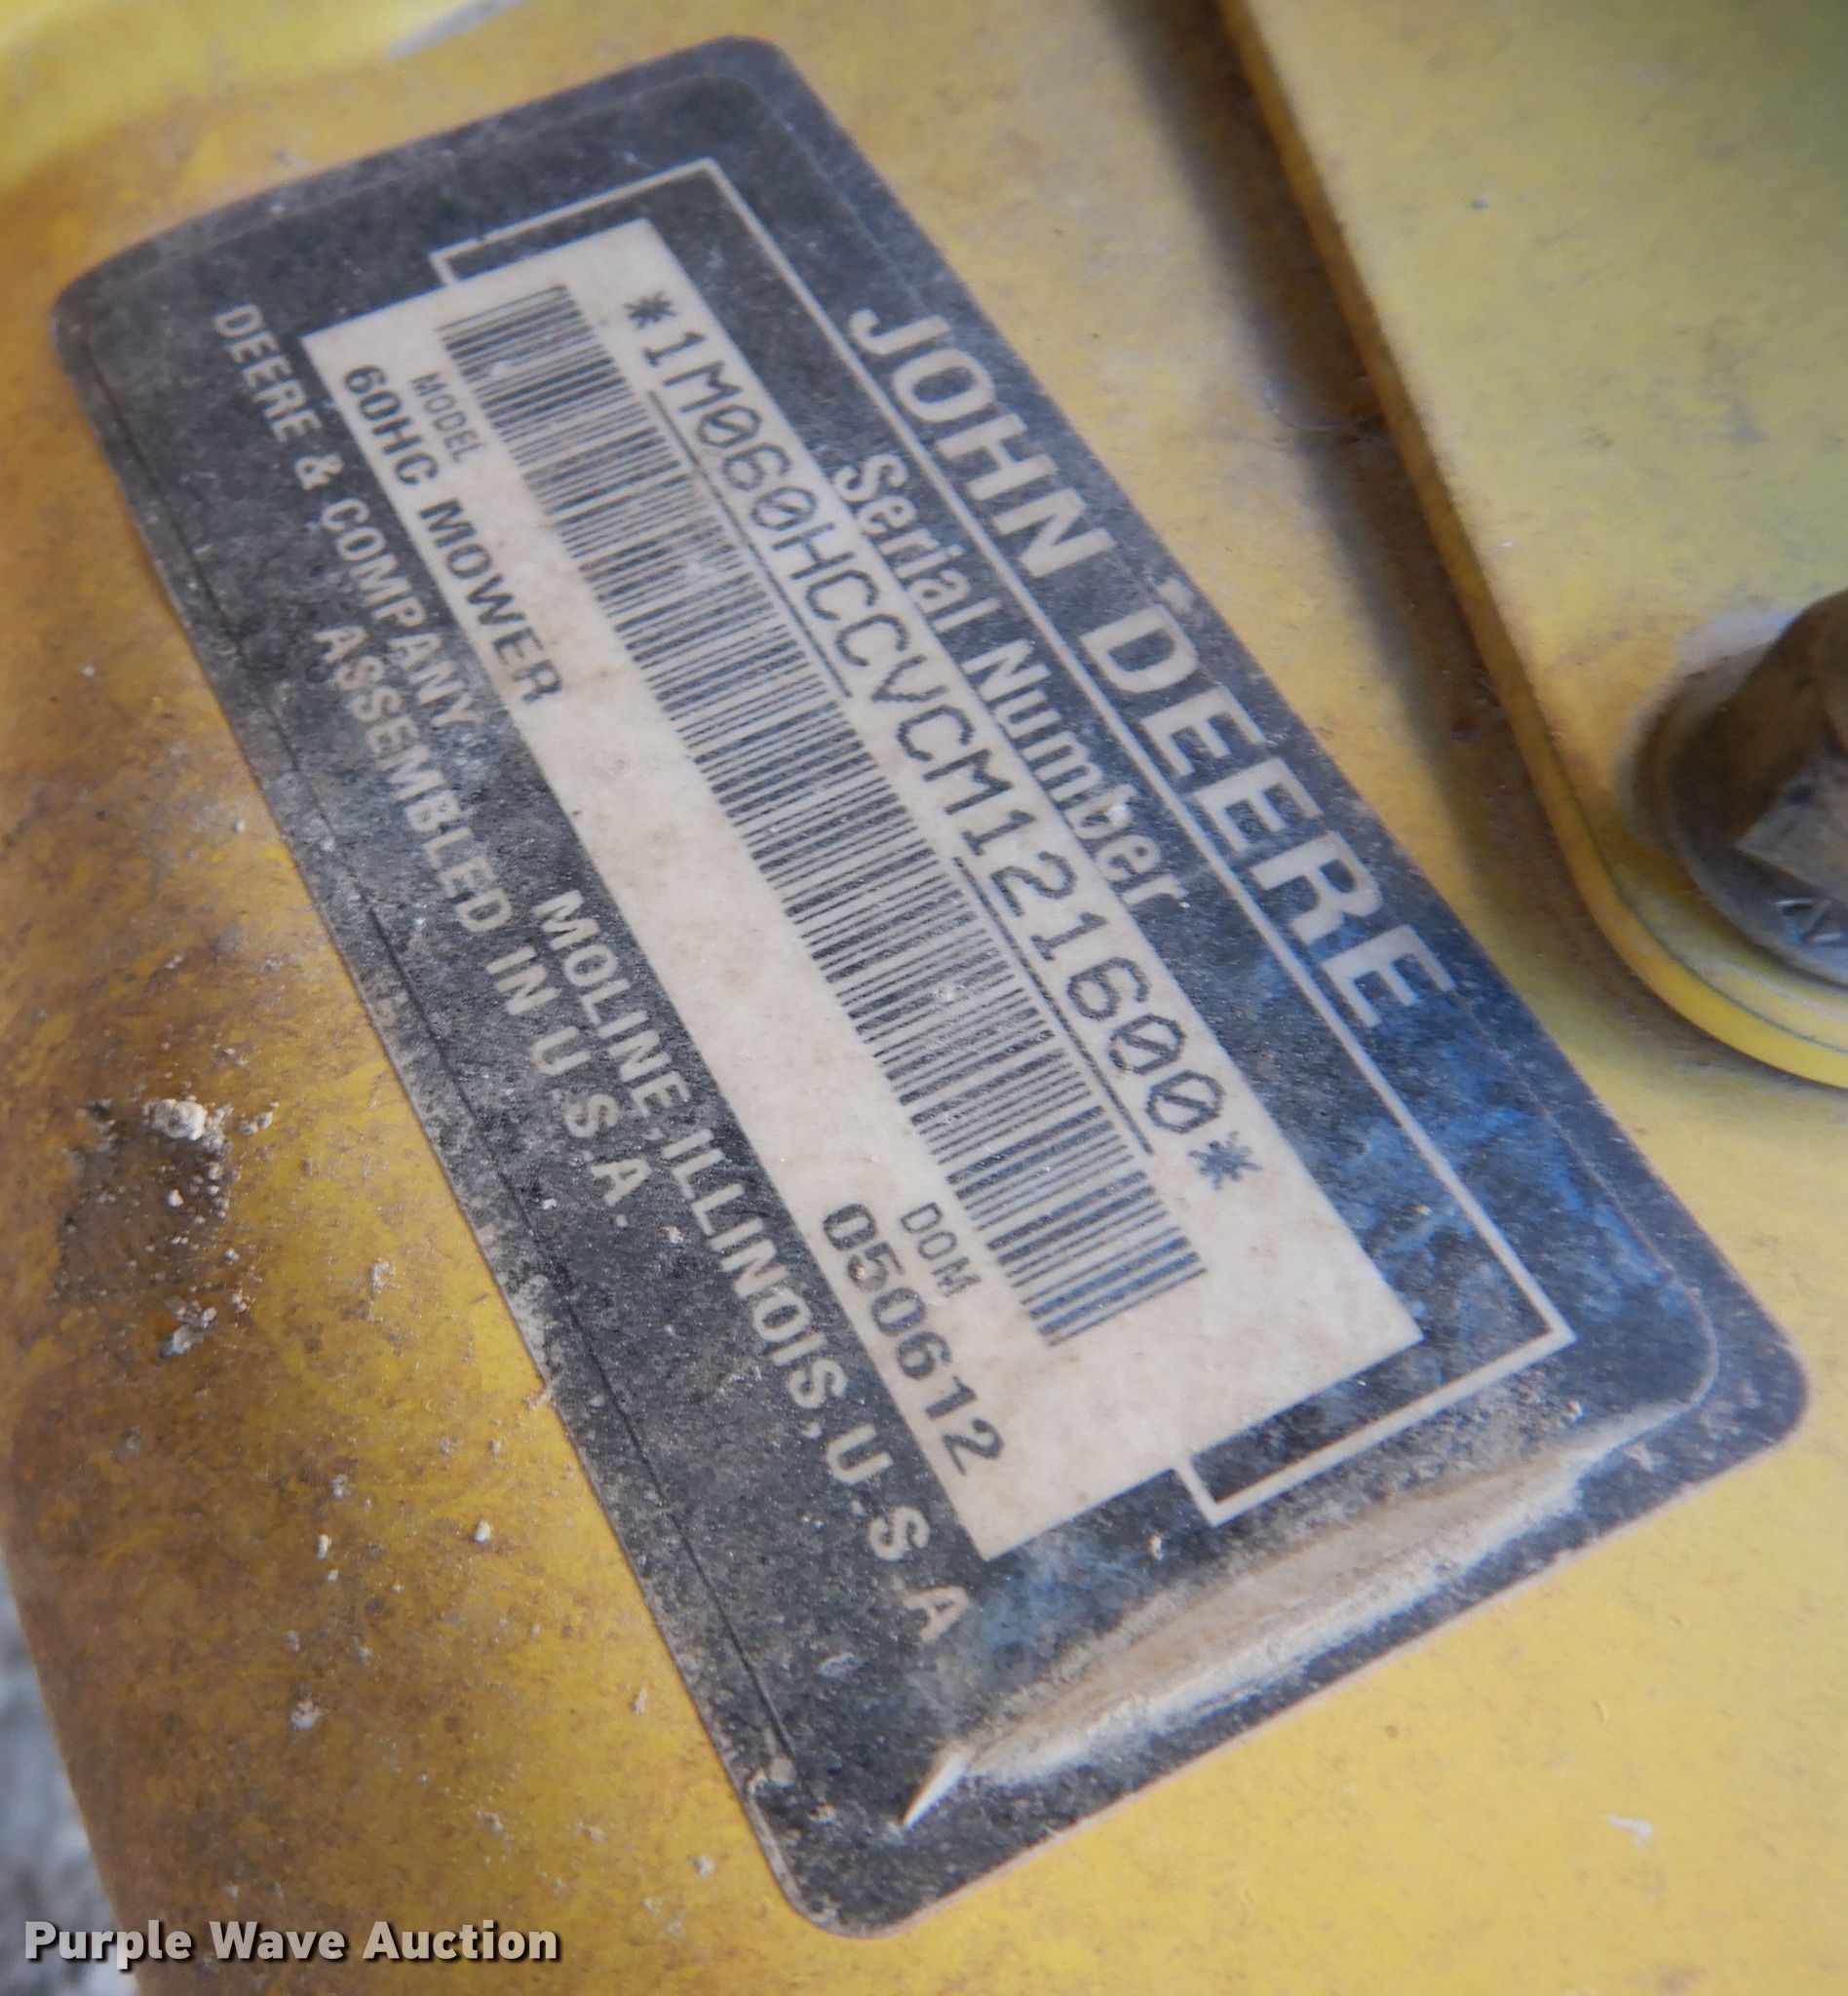 JOHN DEERE
Serial Number
*1M060HCCVCM121600*
MODEL DOM
60HC MOWER 050612
DEERE & COMPANY MOLINE, ILLINOIS, U.S.A
ASSEMBLED IN U.S.A.
Purple Wave Auction